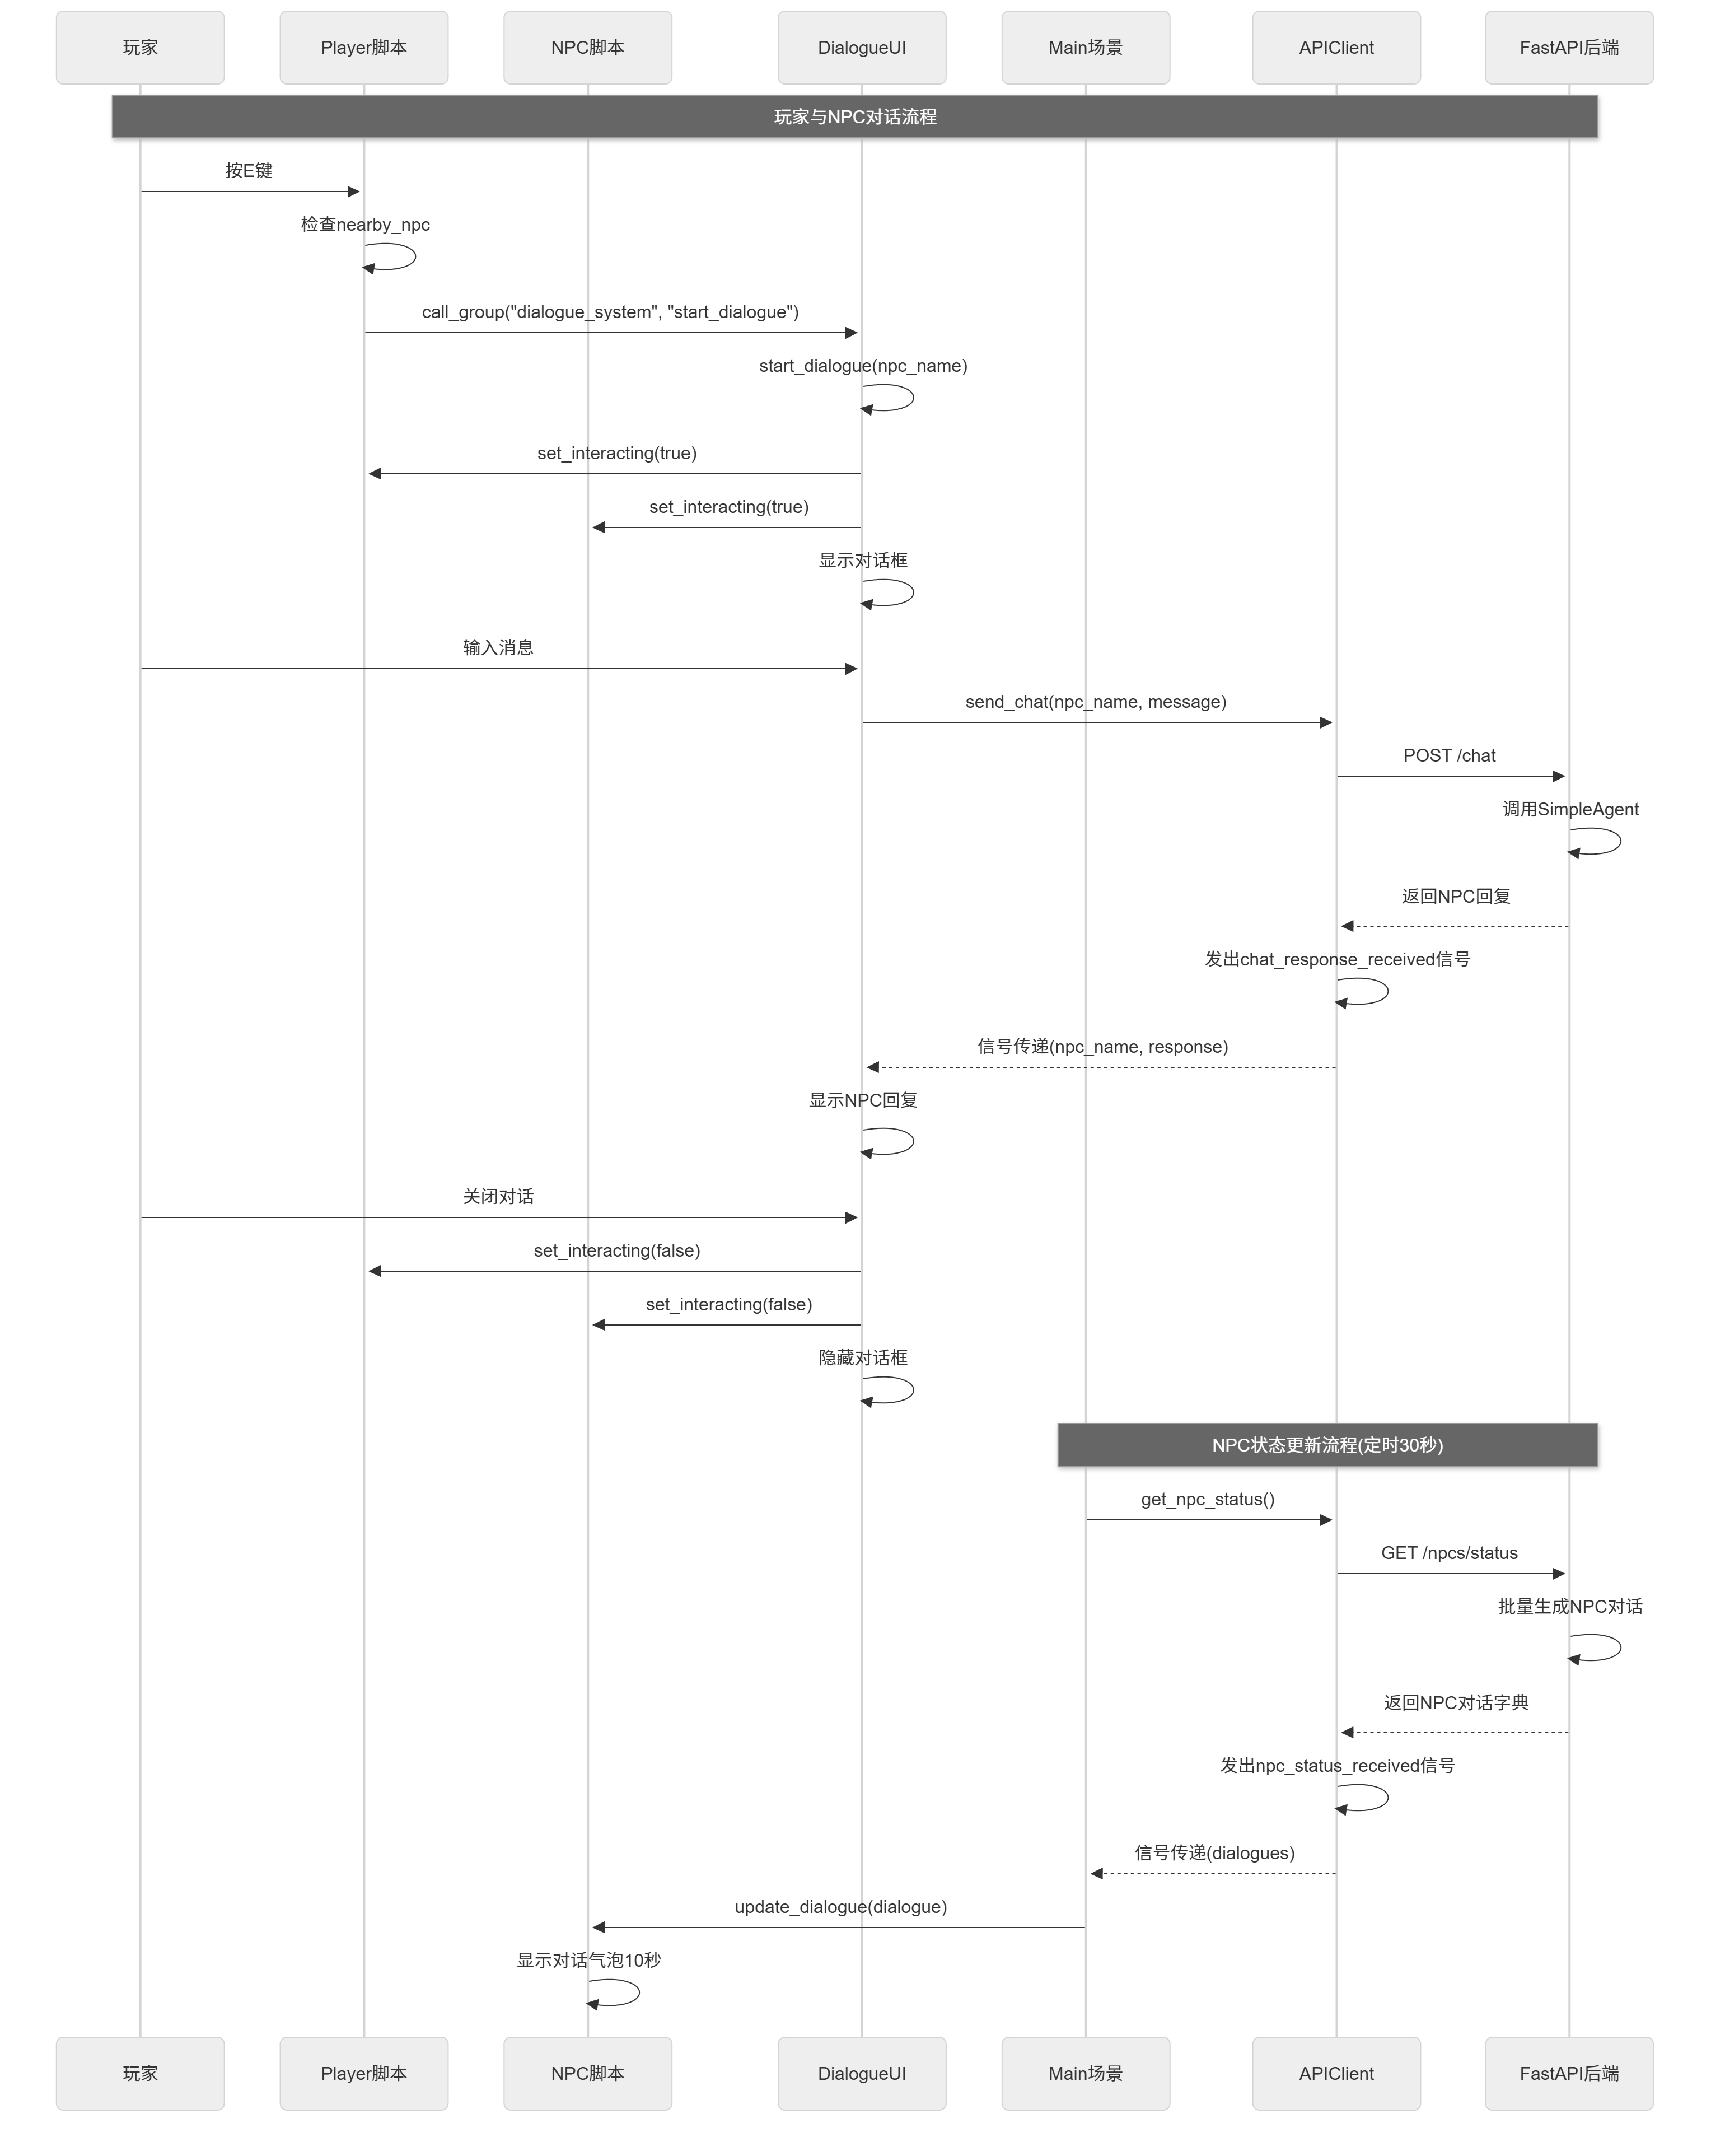 玩家
Player脚本
NPC脚本
DialogueUI
Main场景
APIClient
FastAPI后端
玩家与NPC对话流程
按E键
检查nearby_npc
call_group("dialogue_system", "start_dialogue")
start_dialogue(npc_name)
set_interacting(true)
set_interacting(true)
显示对话框
输入消息
send_chat(npc_name, message)
POST /chat
调用SimpleAgent
返回NPC回复
发出chat_response_received信号
信号传递(npc_name, response)
显示NPC回复
关闭对话
set_interacting(false)
set_interacting(false)
隐藏对话框
NPC状态更新流程(定时30秒)
get_npc_status()
GET /npcs/status
批量生成NPC对话
返回NPC对话字典
发出npc_status_received信号
信号传递(dialogues)
update_dialogue(dialogue)
显示对话气泡10秒
玩家
Player脚本
NPC脚本
DialogueUI
Main场景
APIClient
FastAPI后端